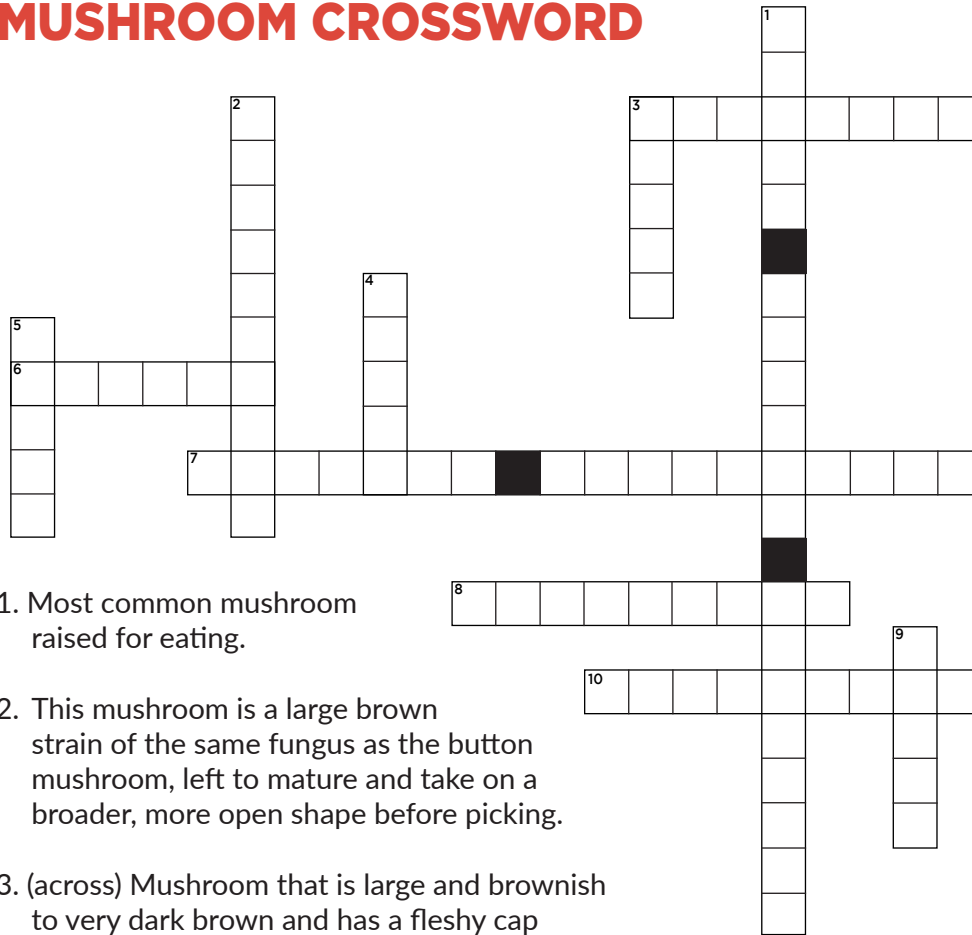 MUSHROOM CROSSWORD
1
2
3
4
5
6
7
8
9
10
1. Most common mushroom
raised for eating.
2. This mushroom is a large brown
strain of the same fungus as the button
mushroom, left to mature and take on a
broader, more open shape before picking.
3. (across) Mushroom that is large and brownish
to very dark brown and has a fleshy cap